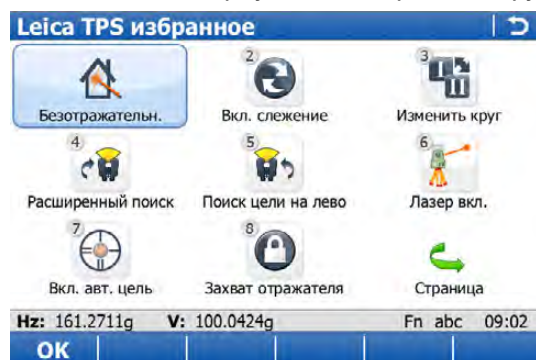 Leica TPS избранное
2 3
Безотражательн. Вкл. слежение Изменить круг
4 5 6
Расширенный поиск Поиск цели на лево Лазер вкл.
7 8
Вкл. авт. цель Захват отражателя Страница
Hz: 161.2711g V: 100.0424g Fn abc 09:02
OK